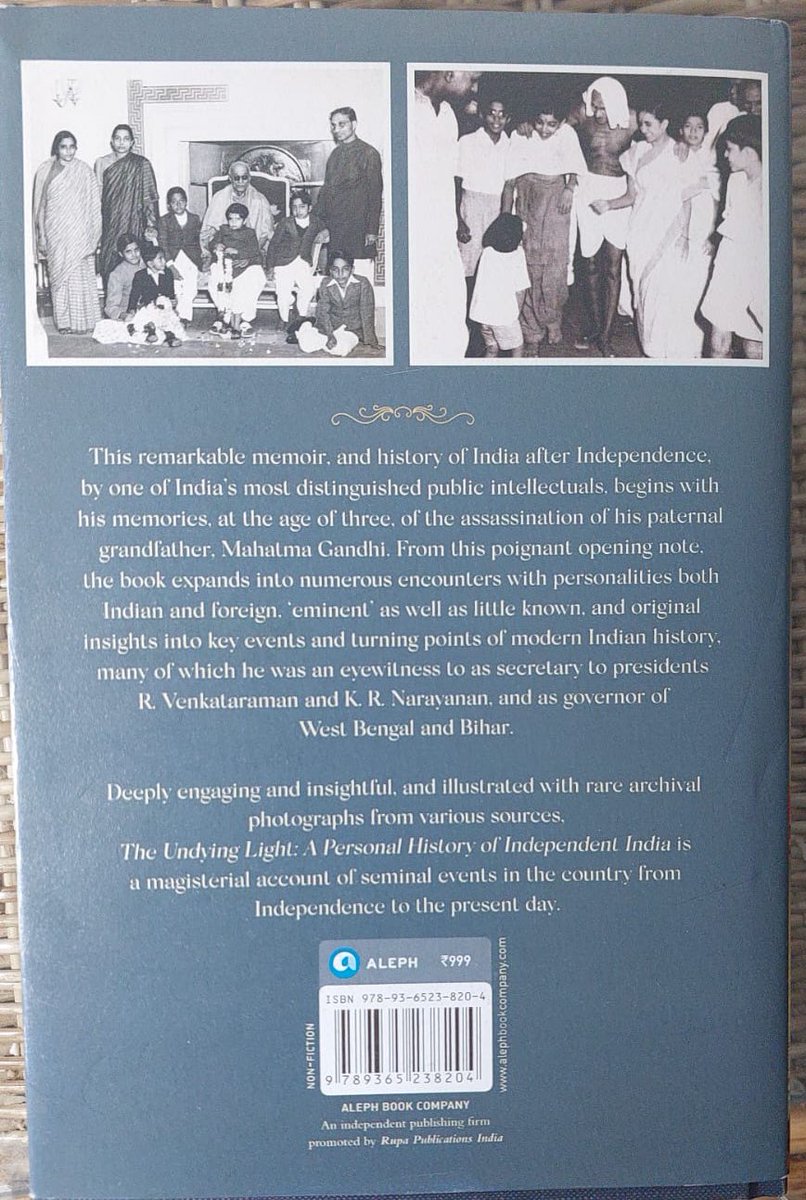 This remarkable memoir, and history of India after Independence,
by one of India's most distinguished public intellectuals, begins with
his memories, at the age of three, of the assassination of his paternal
grandfather, Mahatma Gandhi. From this poignant opening note,
the book expands into numerous encounters with personalities both
Indian and foreign, 'eminent' as well as little known, and original
insights into key events and turning points of modern Indian history,
many of which he was an eyewitness to as secretary to presidents
R. Venkataraman and K. R. Narayanan, and as governor of
West Bengal and Bihar.
Deeply engaging and insightful, and illustrated with rare archival
photographs from various sources,
The Undying Light: A Personal History of Independent India is
a magisterial account of seminal events in the country from
Independence to the present day.
ALEPH ₹999
ISBN 978-93-6523-820-4
9 789365 238204
NON-FICTION
www.alephbookcompany.com
ALEPH BOOK COMPANY
An independent publishing firm
promoted by Rupa Publications India